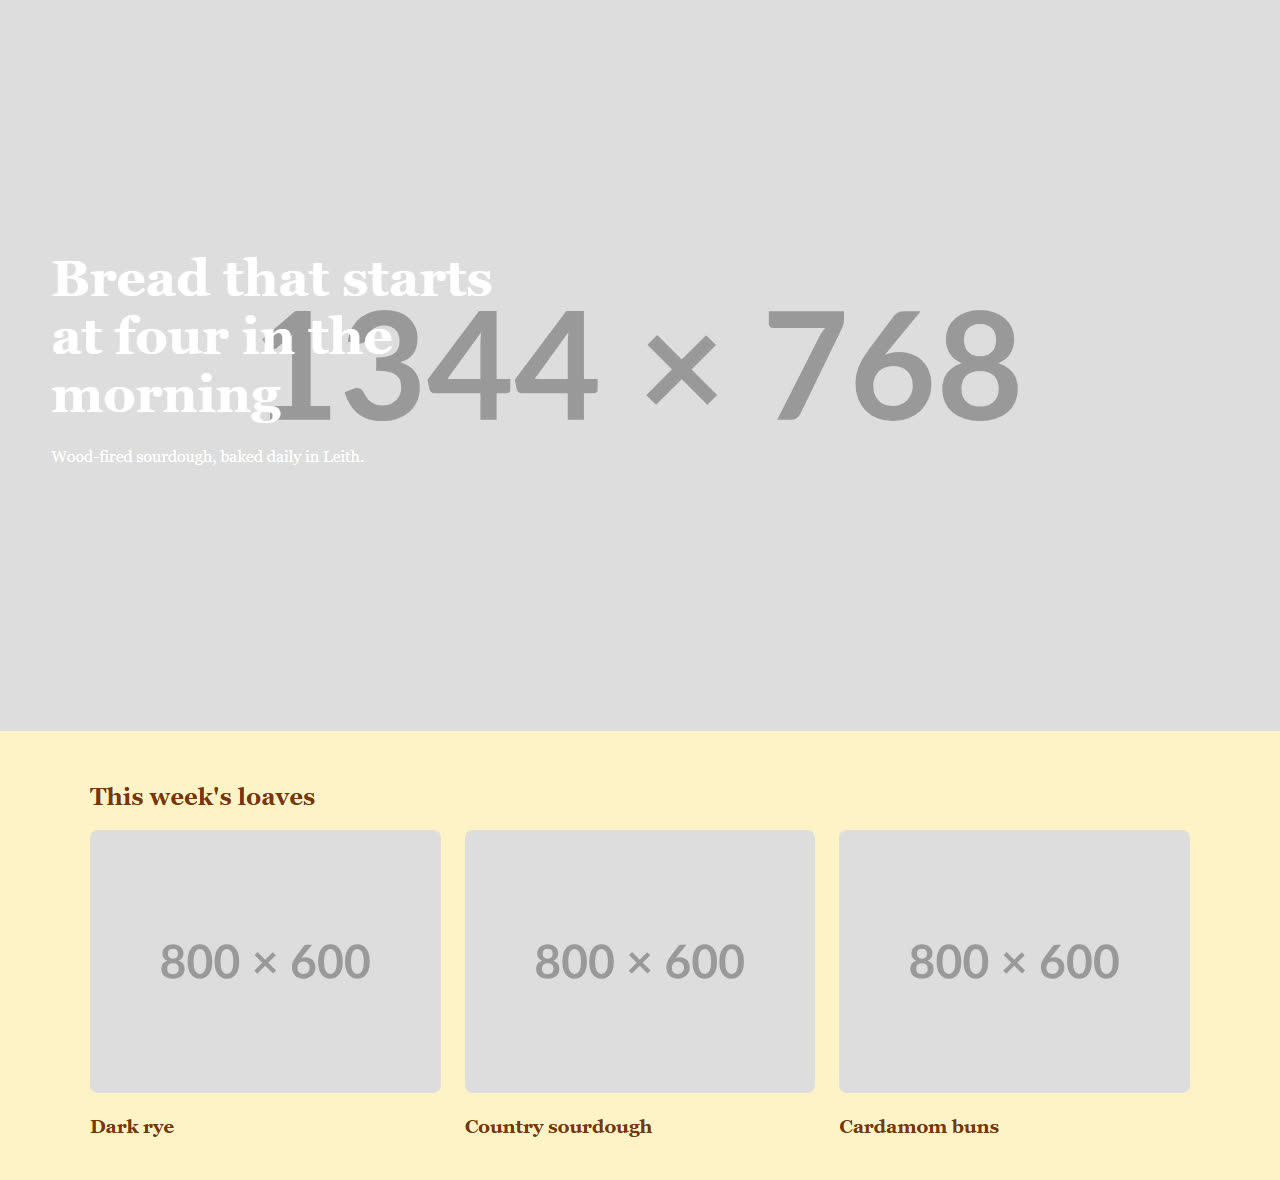 Bread that starts
at four in the
morning
1344 × 768
Wood-fired sourdough, baked daily in Leith.
This week's loaves
800 × 600
800 × 600
800 × 600
Dark rye
Country sourdough
Cardamom buns